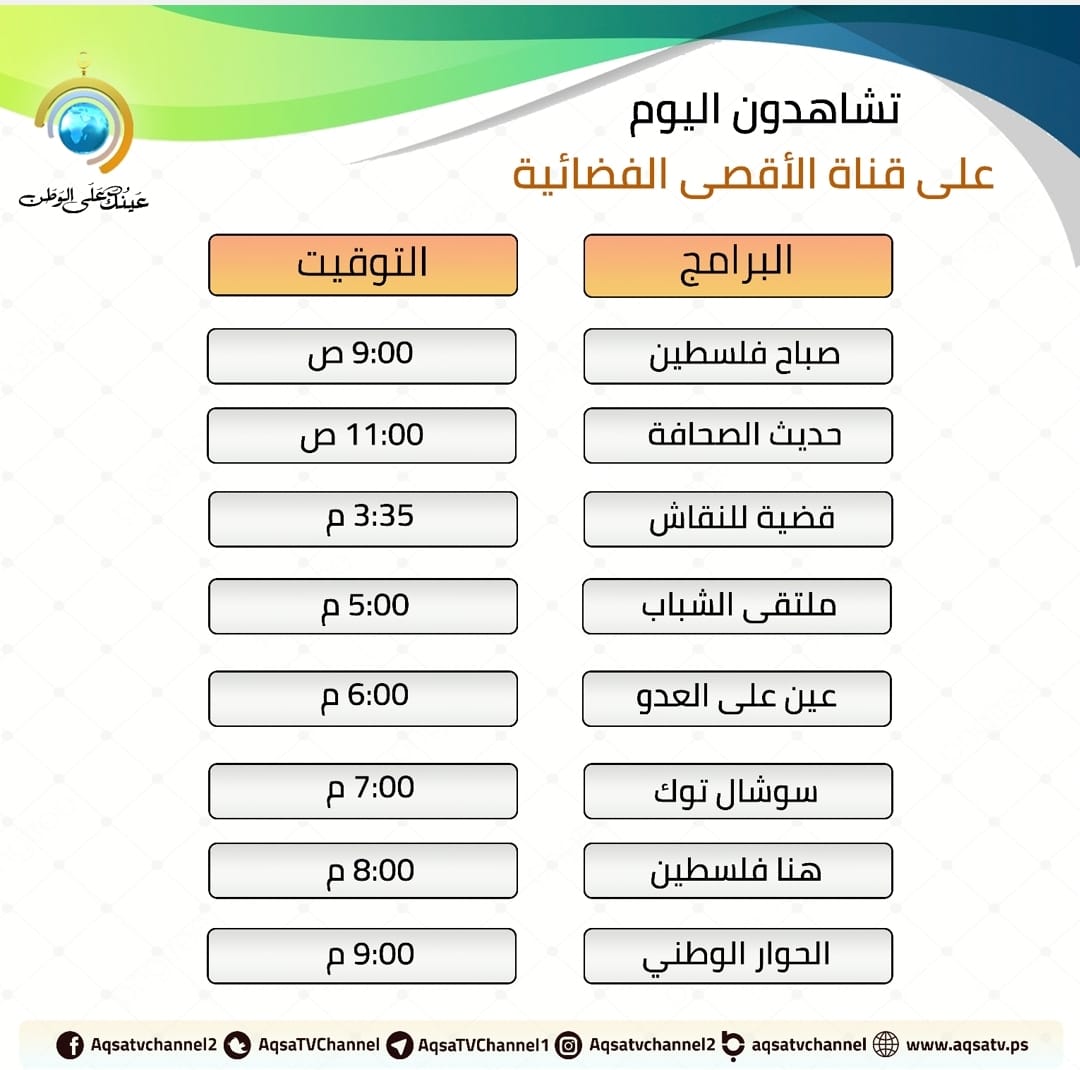 تشاهدون اليوم
على قناة الأقصى الفضائية
عينك على الوطن
البرامج التوقيت
صباح فلسطين 9:00 ص
حديث الصحافة 11:00 ص
قضية للنقاش 3:35 م
ملتقى الشباب 5:00 م
عين على العدو 6:00 م
سوشال توك 7:00 م
هنا فلسطين 8:00 م
الحوار الوطني 9:00 م
Aqsatvchannel2 AqsaTVChannel AqsaTVChannel1 Aqsatvchannel2 aqsatvchannel www.aqsatv.ps